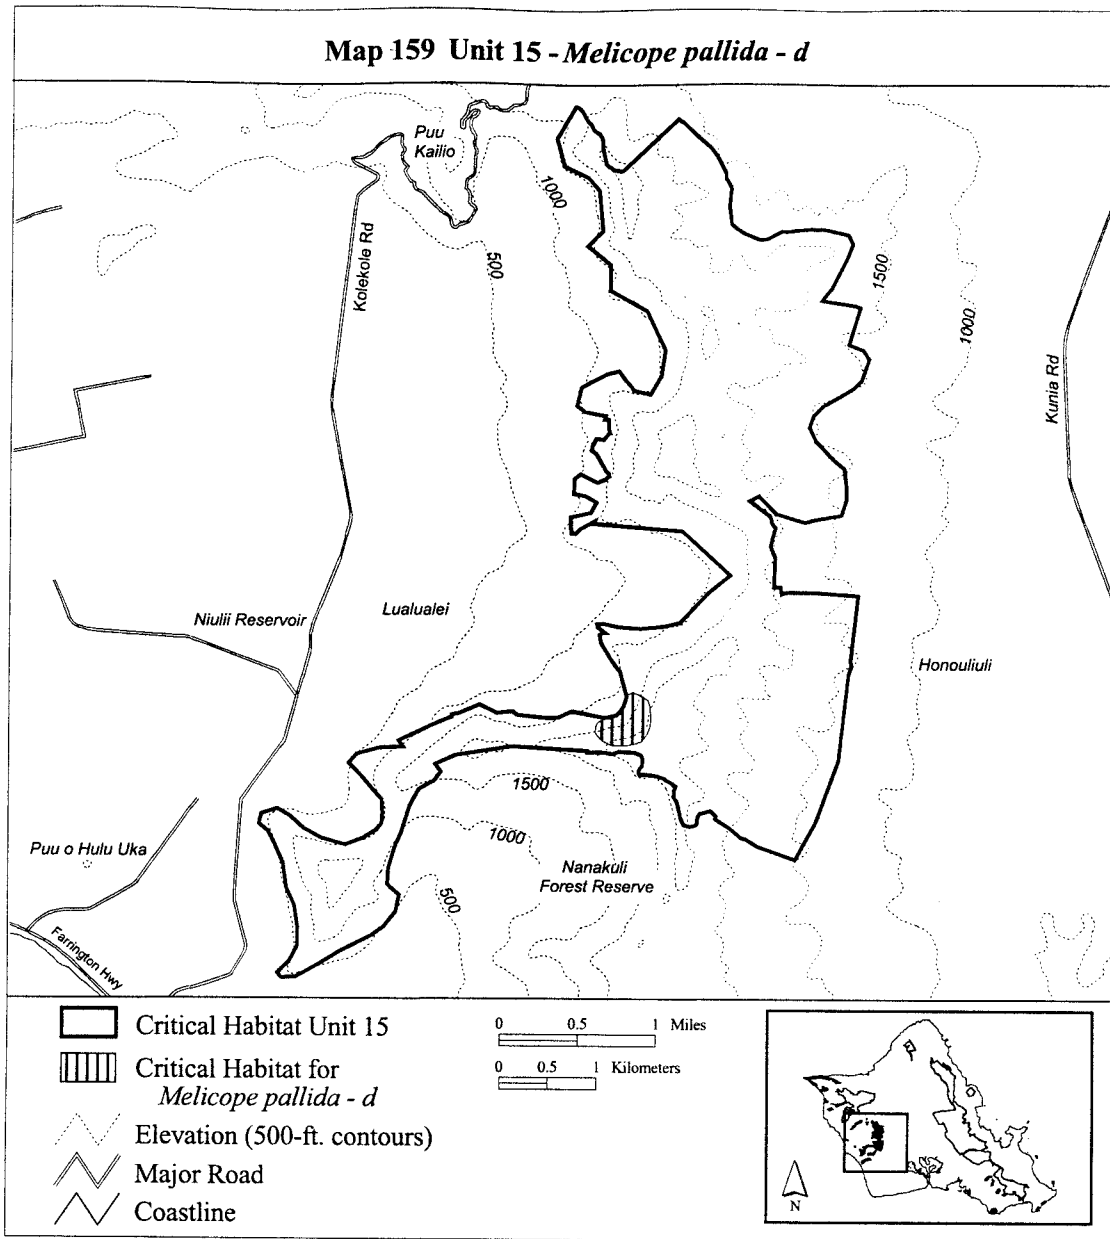 Map 159 Unit 15 - Melicope pallida - d
Puu
Kailio
1000
Kolekole Rd
500
1500
1000
Kunia Rd
Niulii Reservoir
Lualualei
Honouliuli
1500
Puu o Hulu Uka
1000
Nanakuli
Forest Reserve
500
Farrington Hwy
Critical Habitat Unit 15
Critical Habitat for
Melicope pallida - d
Elevation (500-ft. contours)
Major Road
Coastline
0 0.5 1 Miles
0 0.5 1 Kilometers
N